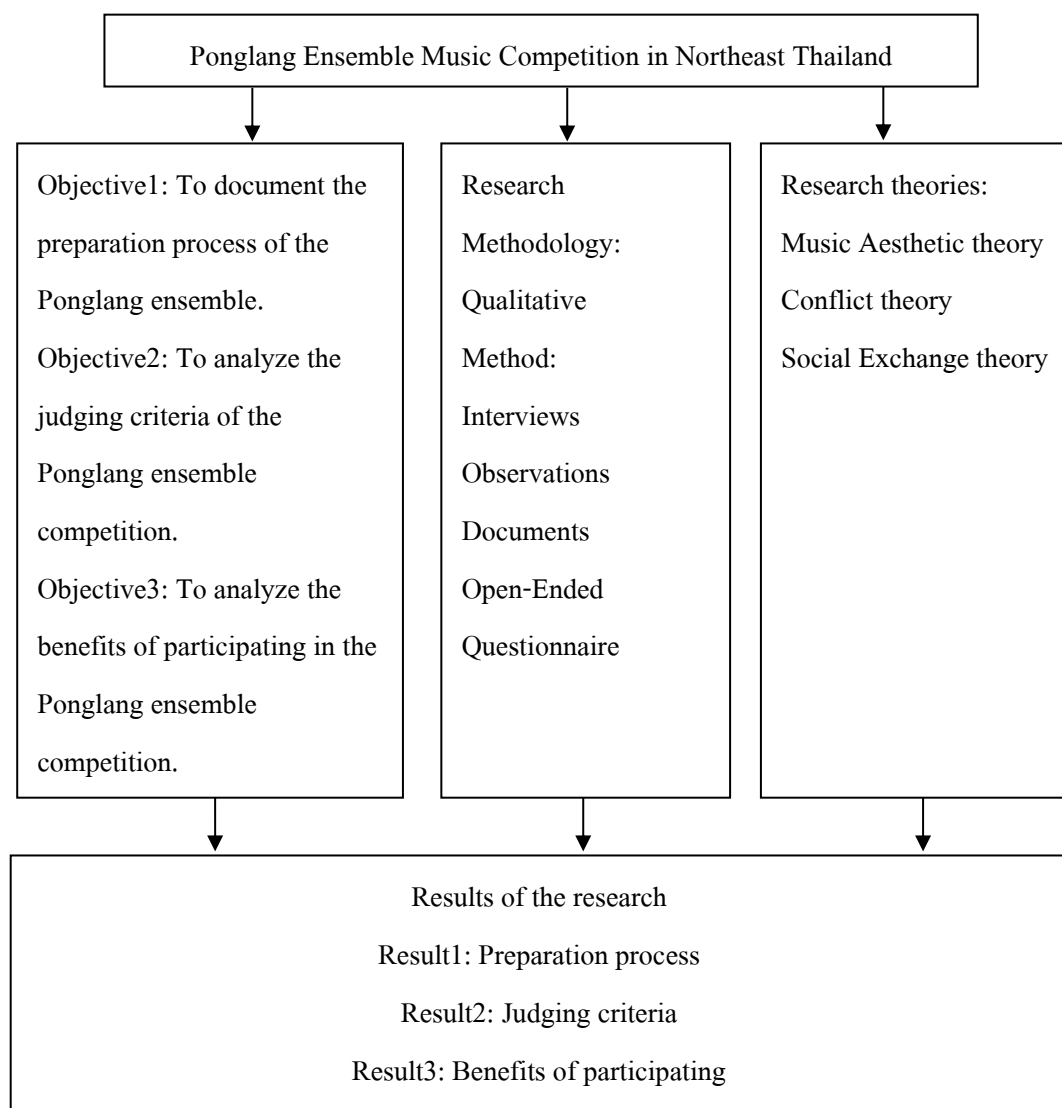 Ponglang Ensemble Music Competition in Northeast Thailand
Objective1: To document the
preparation process of the
Ponglang ensemble.
Objective2: To analyze the
judging criteria of the
Ponglang ensemble
competition.
Objective3: To analyze the
benefits of participating in the
Ponglang ensemble
competition.
Research
Methodology:
Qualitative
Method:
Interviews
Observations
Documents
Open-Ended
Questionnaire
Research theories:
Music Aesthetic theory
Conflict theory
Social Exchange theory
Results of the research
Result1: Preparation process
Result2: Judging criteria
Result3: Benefits of participating